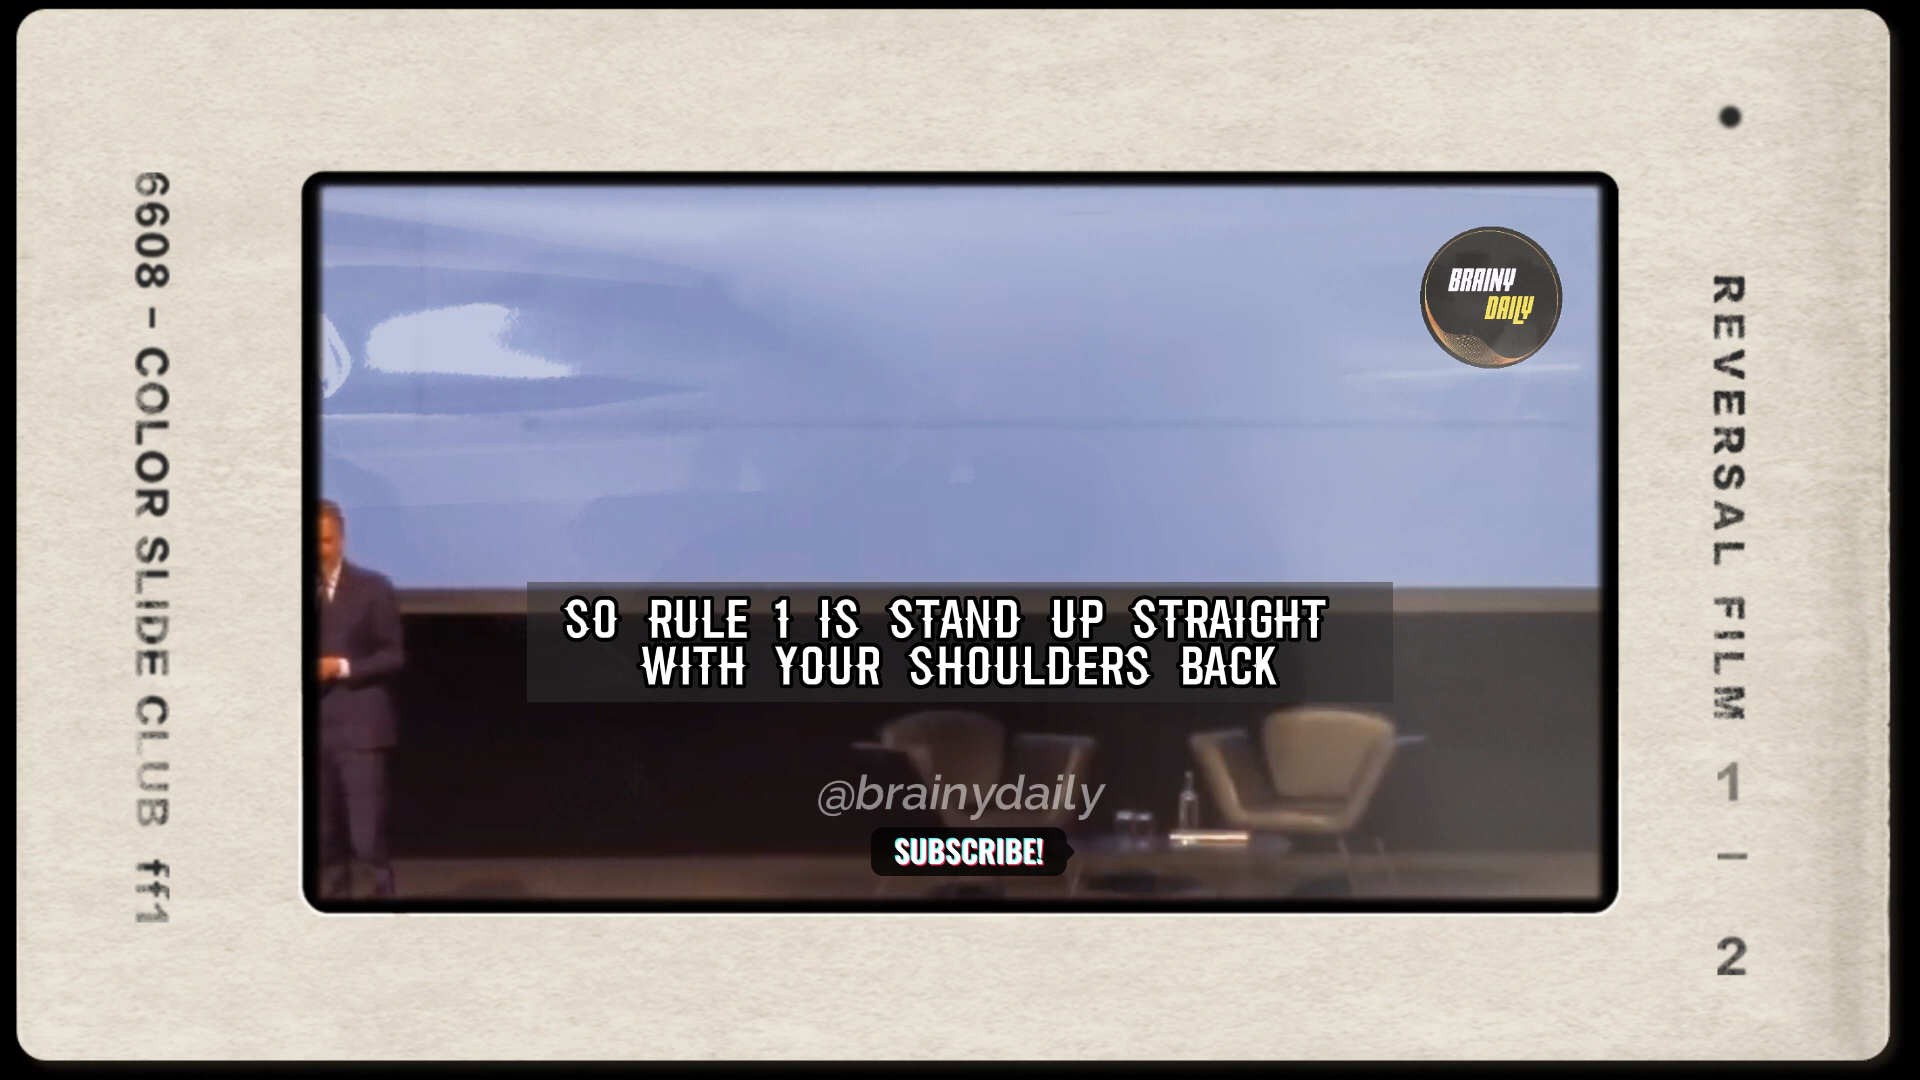 6608 - COLOR SLIDE CLUB ff1
BRAINY
DAILY
SO RULE 1 IS STAND UP STRAIGHT
WITH YOUR SHOULDERS BACK
@brainydaily
SUBSCRIBE!
REVERSAL FILM 1 - 2